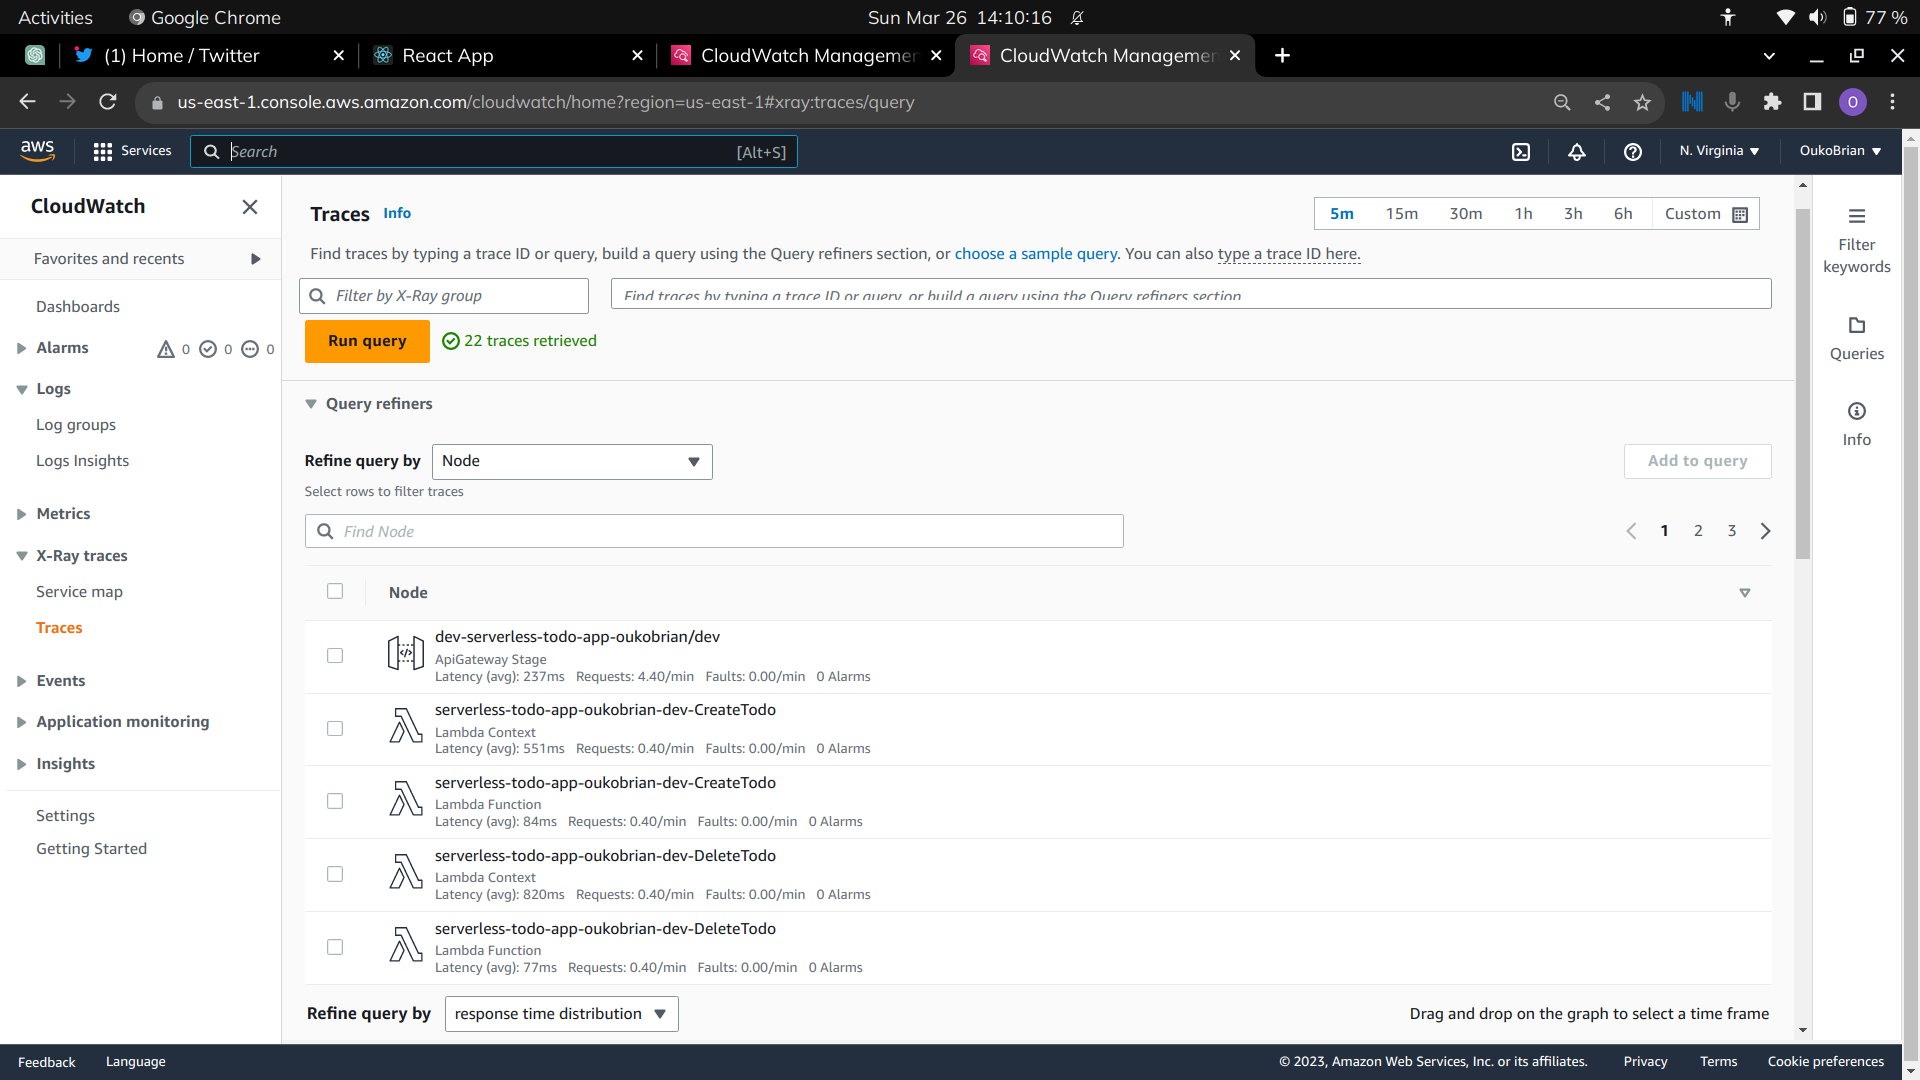 Activities Google Chrome Sun Mar 26 14:10:16 77 %
(1) Home / Twitter React App CloudWatch Managemen CloudWatch Managemen
us-east-1.console.aws.amazon.com/cloudwatch/home?region=us-east-1#xray:traces/query O
aws Services Search [Alt+S] N. Virginia OukoBrian
CloudWatch
Favorites and recents
Dashboards
Alarms 0 0 0
Logs
Log groups
Logs Insights
Metrics
X-Ray traces
Service map
Traces
Events
Application monitoring
Insights
Settings
Getting Started
Traces Info 5m 15m 30m 1h 3h 6h Custom
Find traces by typing a trace ID or query, build a query using the Query refiners section, or choose a sample query. You can also type a trace ID here.
Filter by X-Ray group Find traces by typing a trace ID or query, or build a query using the Query refiners section
Run query 22 traces retrieved
Query refiners
Refine query by Node Add to query
Select rows to filter traces
Find Node 1 2 3
Node
dev-serverless-todo-app-oukobrian/dev
ApiGateway Stage
Latency (avg): 237ms Requests: 4.40/min Faults: 0.00/min 0 Alarms
serverless-todo-app-oukobrian-dev-CreateTodo
Lambda Context
Latency (avg): 551ms Requests: 0.40/min Faults: 0.00/min 0 Alarms
serverless-todo-app-oukobrian-dev-CreateTodo
Lambda Function
Latency (avg): 84ms Requests: 0.40/min Faults: 0.00/min 0 Alarms
serverless-todo-app-oukobrian-dev-DeleteTodo
Lambda Context
Latency (avg): 820ms Requests: 0.40/min Faults: 0.00/min 0 Alarms
serverless-todo-app-oukobrian-dev-DeleteTodo
Lambda Function
Latency (avg): 77ms Requests: 0.40/min Faults: 0.00/min 0 Alarms
Refine query by response time distribution Drag and drop on the graph to select a time frame
Filter
keywords
Queries
Info
Feedback Language © 2023, Amazon Web Services, Inc. or its affiliates. Privacy Terms Cookie preferences